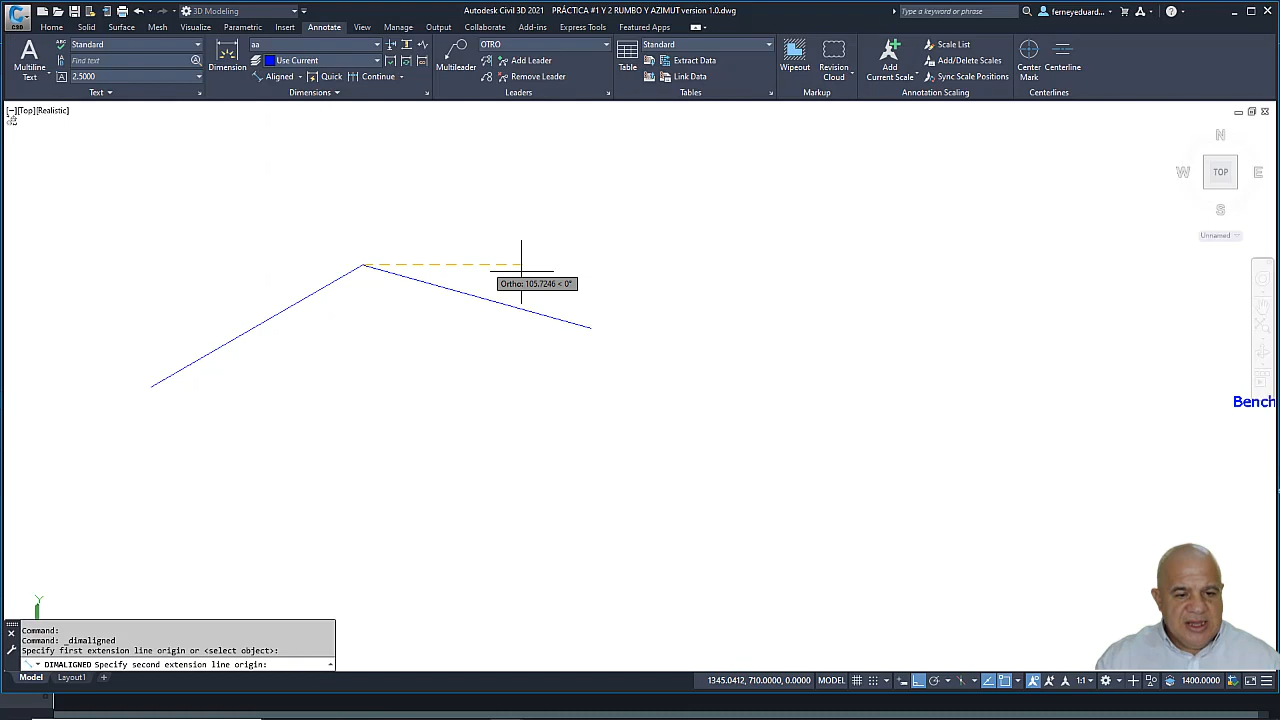 Autodesk Civil 3D 2021 PRÁCTICA #1 Y 2 RUMBO Y AZIMUT version 1.0.dwg
3D Modeling
Type a keyword or phrase
ferneyeduard...
C3D
Home Solid Surface Mesh Visualize Parametric Insert Annotate View Manage Output Collaborate Add-ins Express Tools Featured Apps
Multiline
Text
Standard
Find text
2.5000
Text
Dimension
aa
Use Current
Aligned
Quick
Continue
Dimensions
Multileader
OTRO
Add Leader
Remove Leader
Leaders
Table
Standard
Extract Data
Link Data
Tables
Wipeout
Revision
Cloud
Markup
Add
Current Scale
Scale List
Add/Delete Scales
Sync Scale Positions
Annotation Scaling
Center
Mark
Centerline
Centerlines
[−][Top][Realistic]
N
W
TOP
E
S
Unnamed
Ortho: 105.7246 < 0°
Bench
Y
Command:
Command: _dimaligned
Specify first extension line origin or <select object>:
DIMALIGNED Specify second extension line origin:
Model Layout1 +
1345.0412, 710.0000, 0.0000 MODEL
1:1
1400.0000